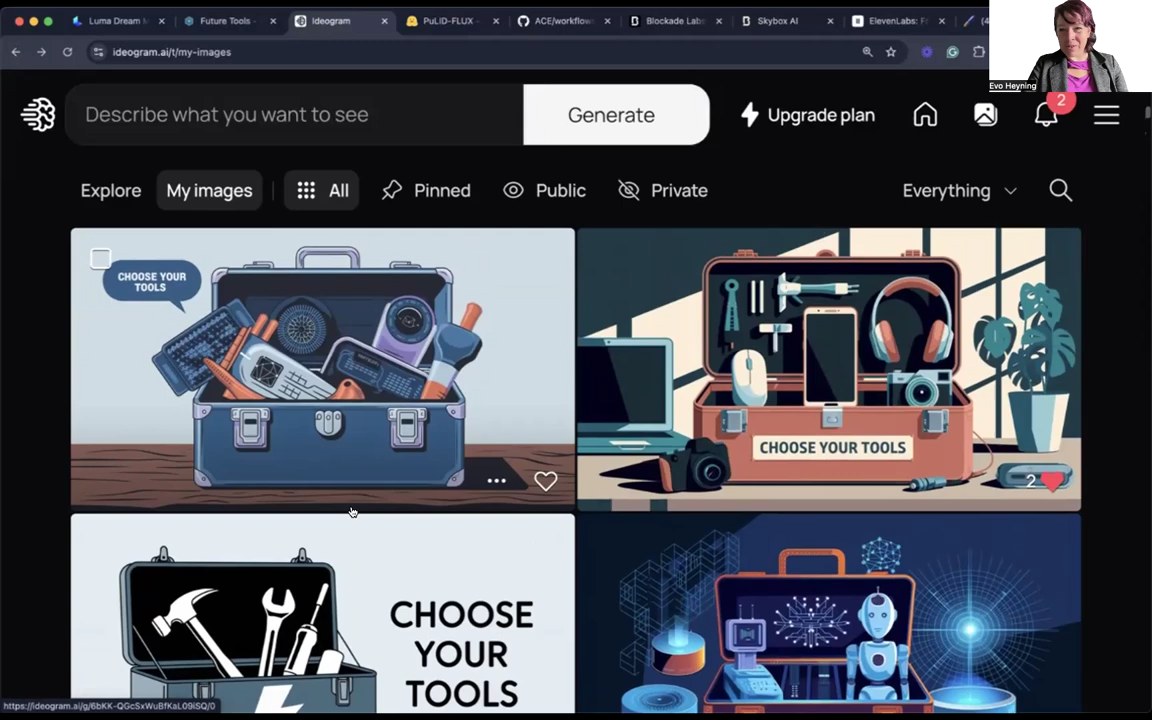 Luma Dream M
Future Tools -
Ideogram
PuLID-FLUX -
ACE/workflow
Blockade Labs
Skybox AI
ElevenLabs: Fr
(4
ideogram.ai/t/my-images
Evo Heyning
Describe what you want to see
Generate
Upgrade plan
2
Explore
My images
All
Pinned
Public
Private
Everything
CHOOSE YOUR
TOOLS
CHOOSE YOUR TOOLS
2
CHOOSE
YOUR
TOOLS